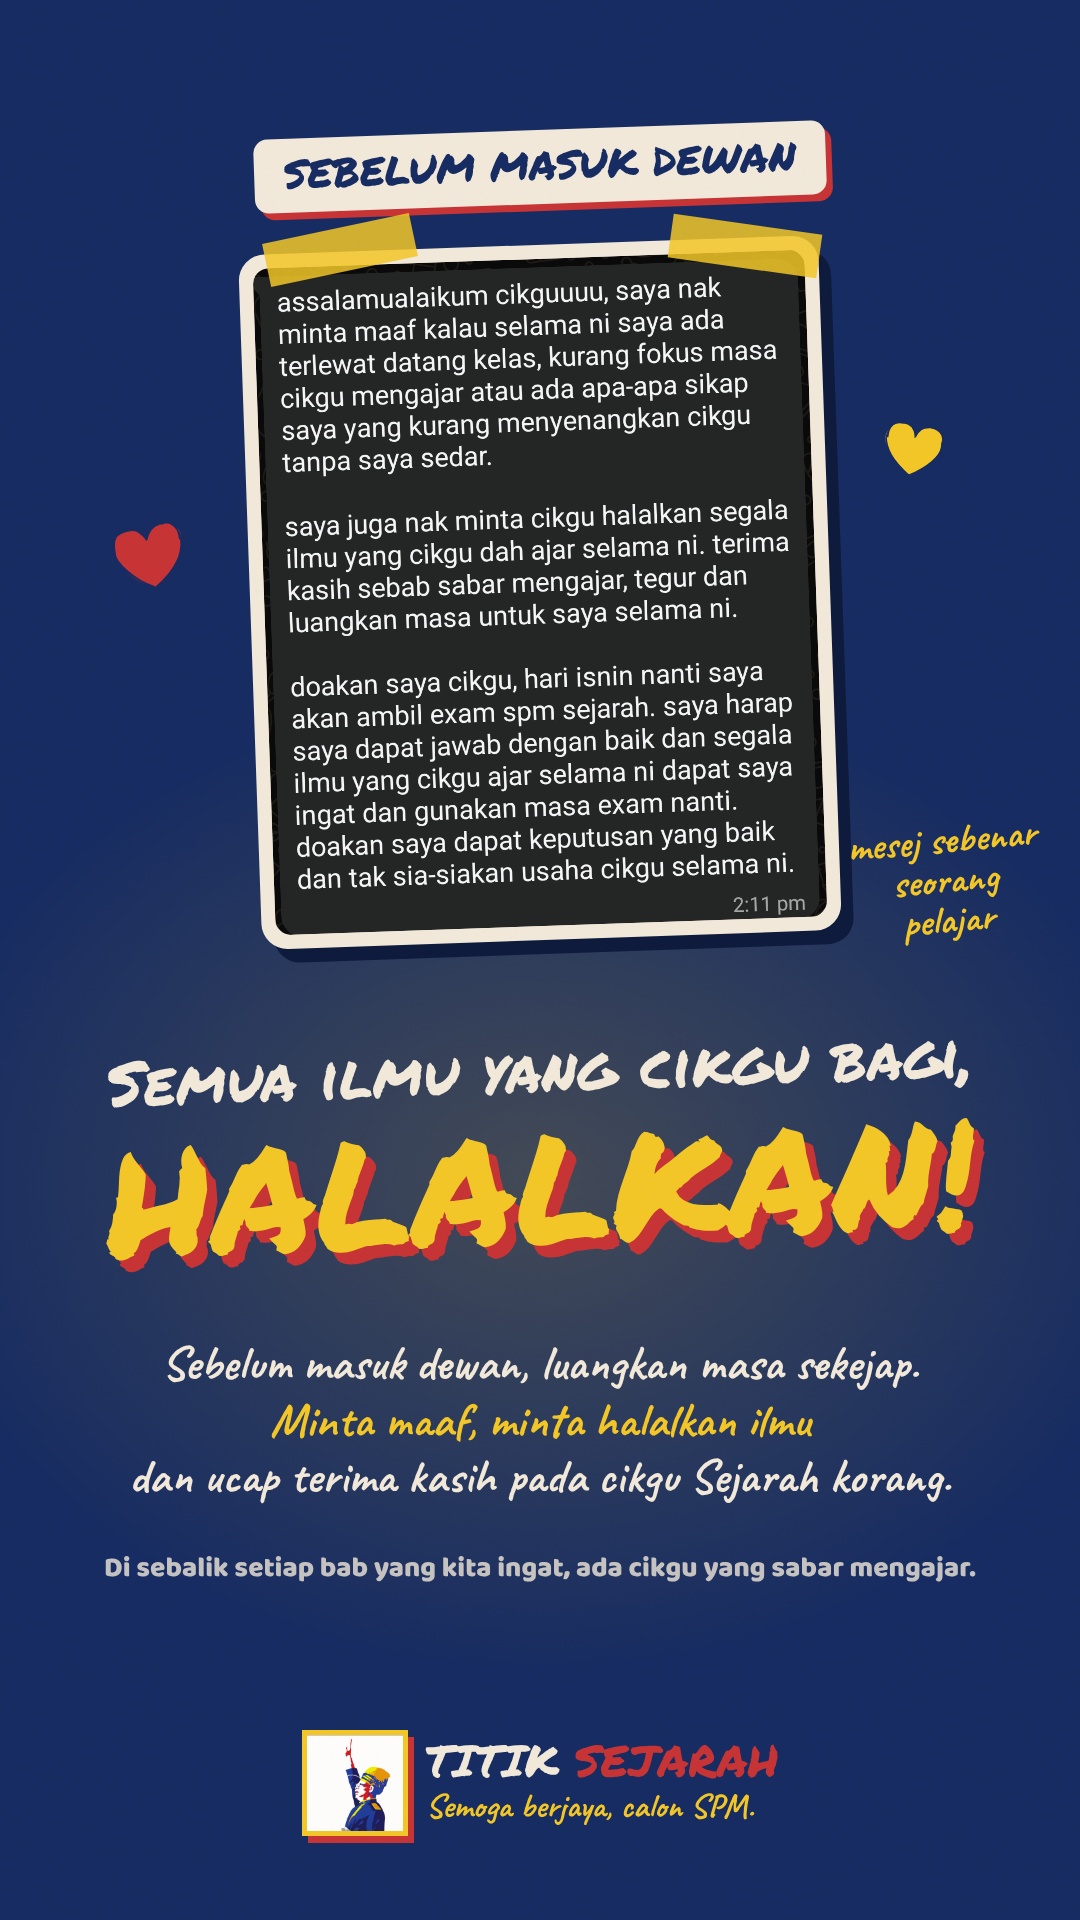 SEBELUM MASUK DEWAN
assalamualaikum cikguuuu, saya nak
minta maaf kalau selama ni saya ada
terlewat datang kelas, kurang fokus masa
cikgu mengajar atau ada apa-apa sikap
saya yang kurang menyenangkan cikgu
tanpa saya sedar.
saya juga nak minta cikgu halalkan segala
ilmu yang cikgu dah ajar selama ni. terima
kasih sebab sabar mengajar, tegur dan
luangkan masa untuk saya selama ni.
doakan saya cikgu, hari isnin nanti saya
akan ambil exam spm sejarah. saya harap
saya dapat jawab dengan baik dan segala
ilmu yang cikgu ajar selama ni dapat saya
ingat dan gunakan masa exam nanti.
doakan saya dapat keputusan yang baik
dan tak sia-siakan usaha cikgu selama ni.
2:11 pm
mesej sebenar
seorang
pelajar
SEMUA ILMU YANG CIKGU BAGI,
HALALKAN!
Sebelum masuk dewan, luangkan masa sekejap.
Minta maaf, minta halalkan ilmu
dan ucap terima kasih pada cikgu Sejarah korang.
Di sebalik setiap bab yang kita ingat, ada cikgu yang sabar mengajar.
TITIK SEJARAH
Semoga berjaya, calon SPM.